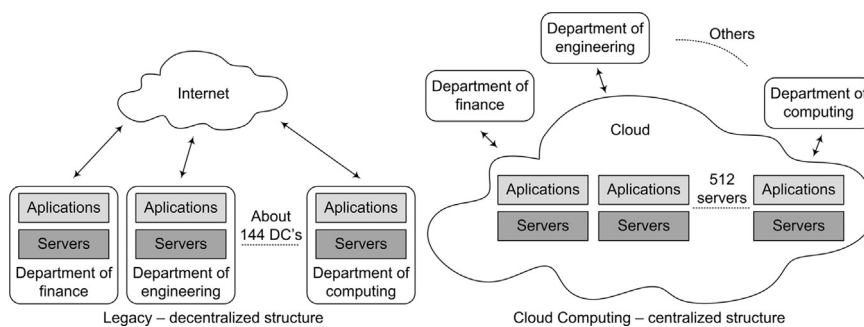 Internet
Aplications
Servers
Department of
finance
Aplications
Servers
Department of
engineering
About
144 DC's
Aplications
Servers
Department of
computing
Legacy – decentralized structure
Department of
engineering
Others
Department of
finance
Department of
computing
Cloud
Aplications
Servers
Aplications
Servers
512
servers
Aplications
Servers
Cloud Computing – centralized structure